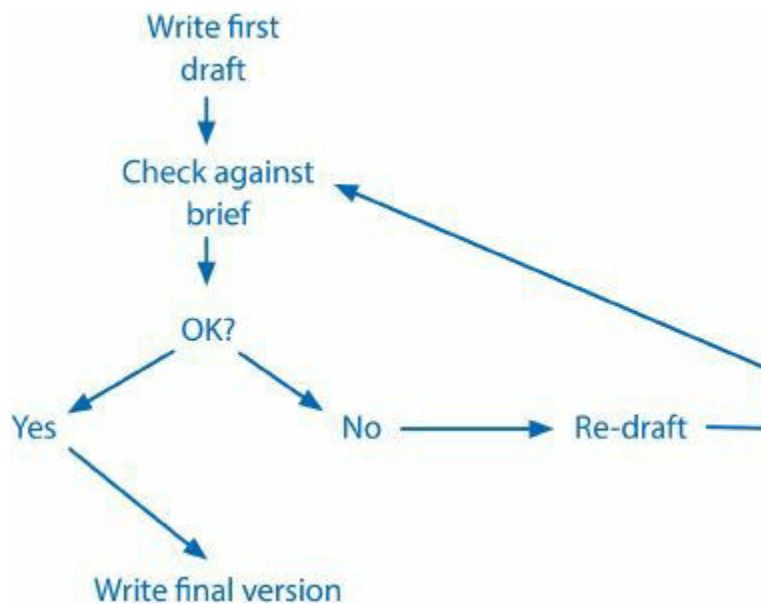 Write first
draft
Check against
brief
OK?
Yes
No
Re-draft
Write final version